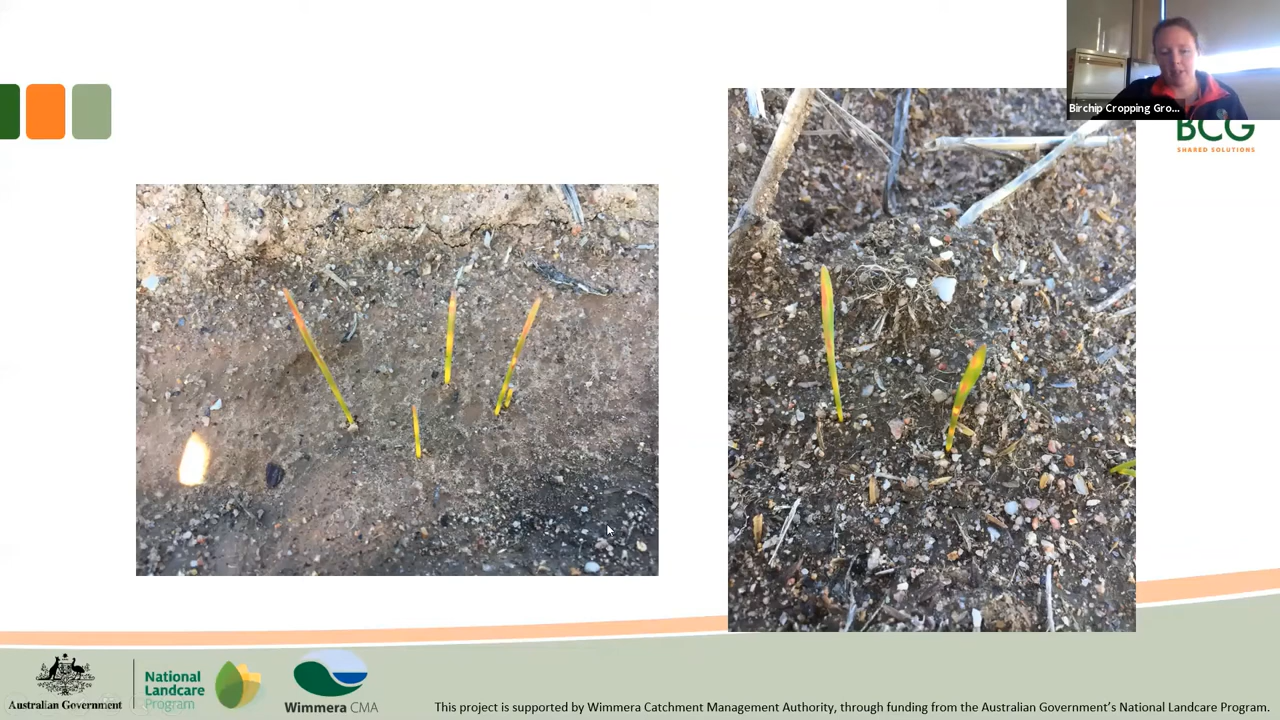 Birchip Cropping Gro...
BCG
SHARED SOLUTIONS
Australian Government
National
Landcare
Program
Wimmera CMA
This project is supported by Wimmera Catchment Management Authority, through funding from the Australian Government's National Landcare Program.